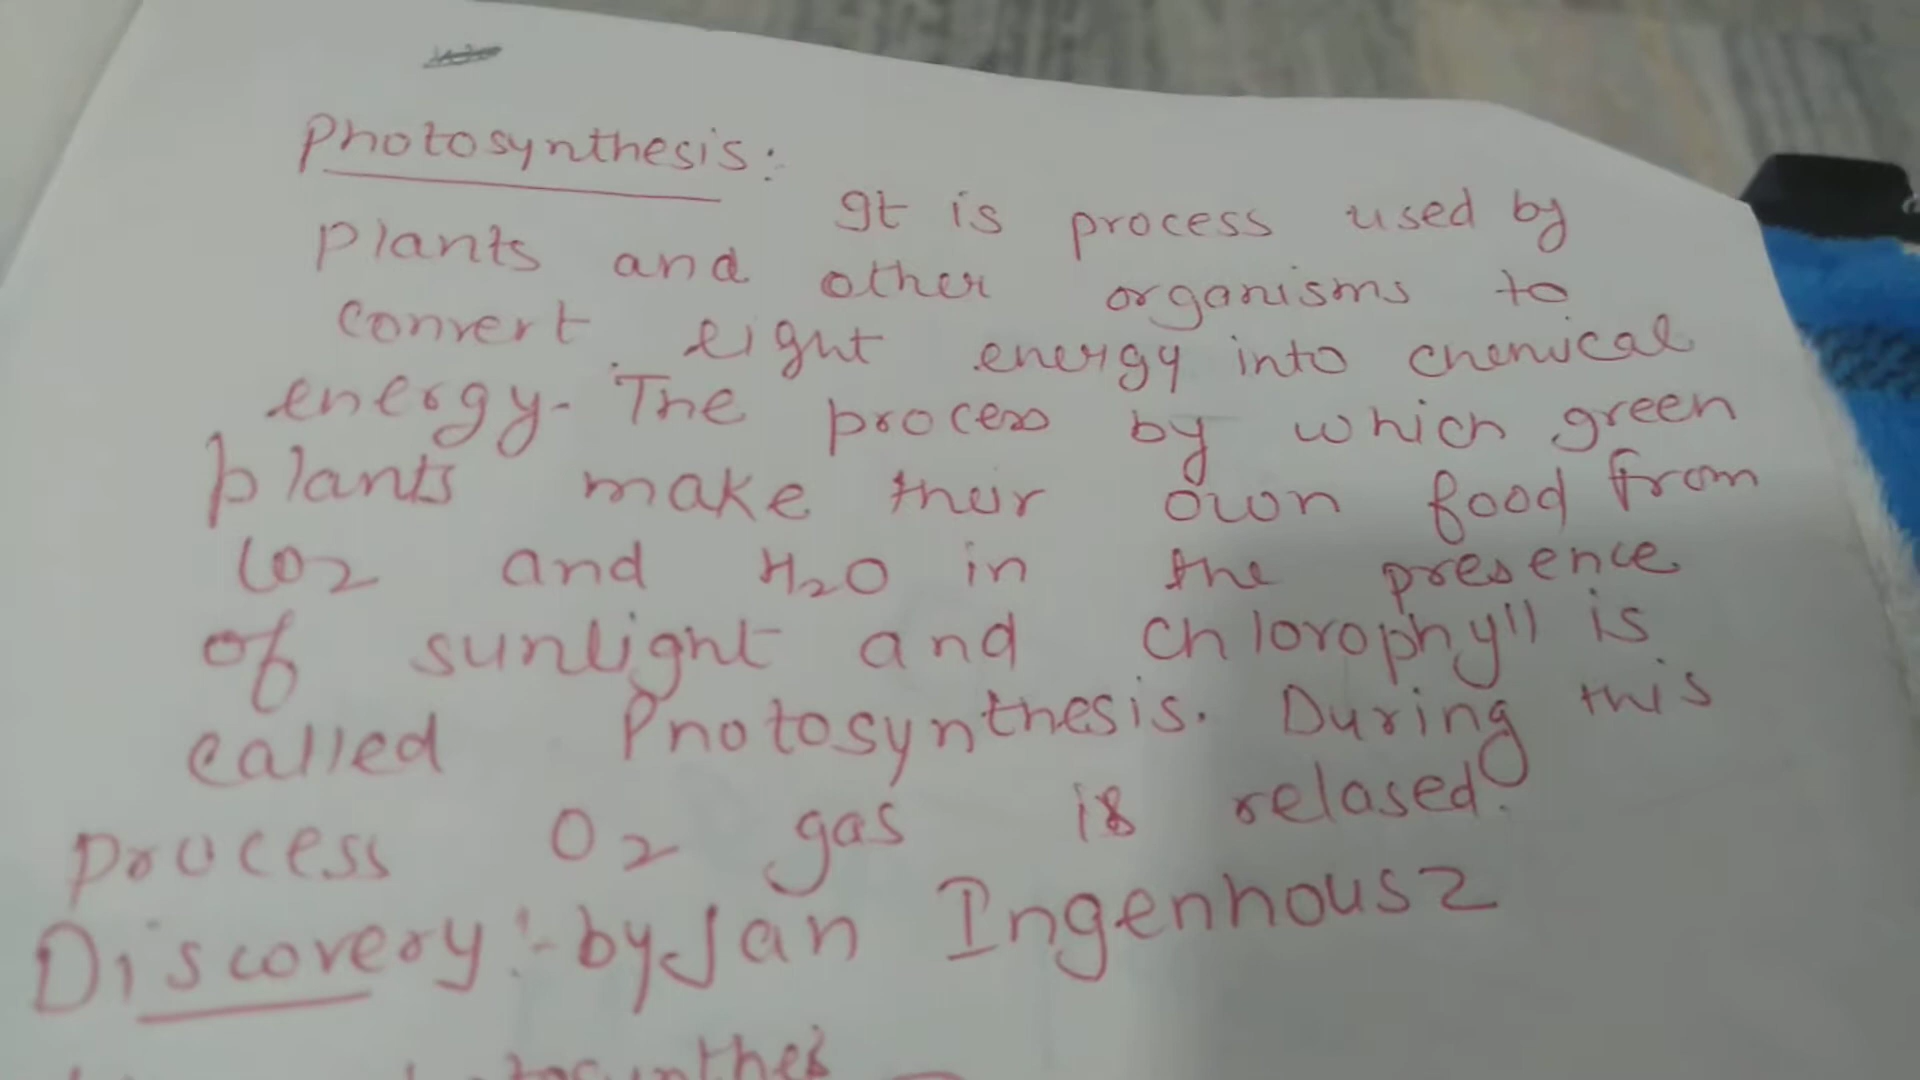 Photosynthesis:
It is process used by
plants and other organisms to
convert light energy into chemical
energy. The process by which green
plants make their own food from
CO2 and H2O in the presence
of sunlight and chlorophyll is
called Photosynthesis. During this
process O2 gas is relased.
Discovery:- by Jan Ingenhousz